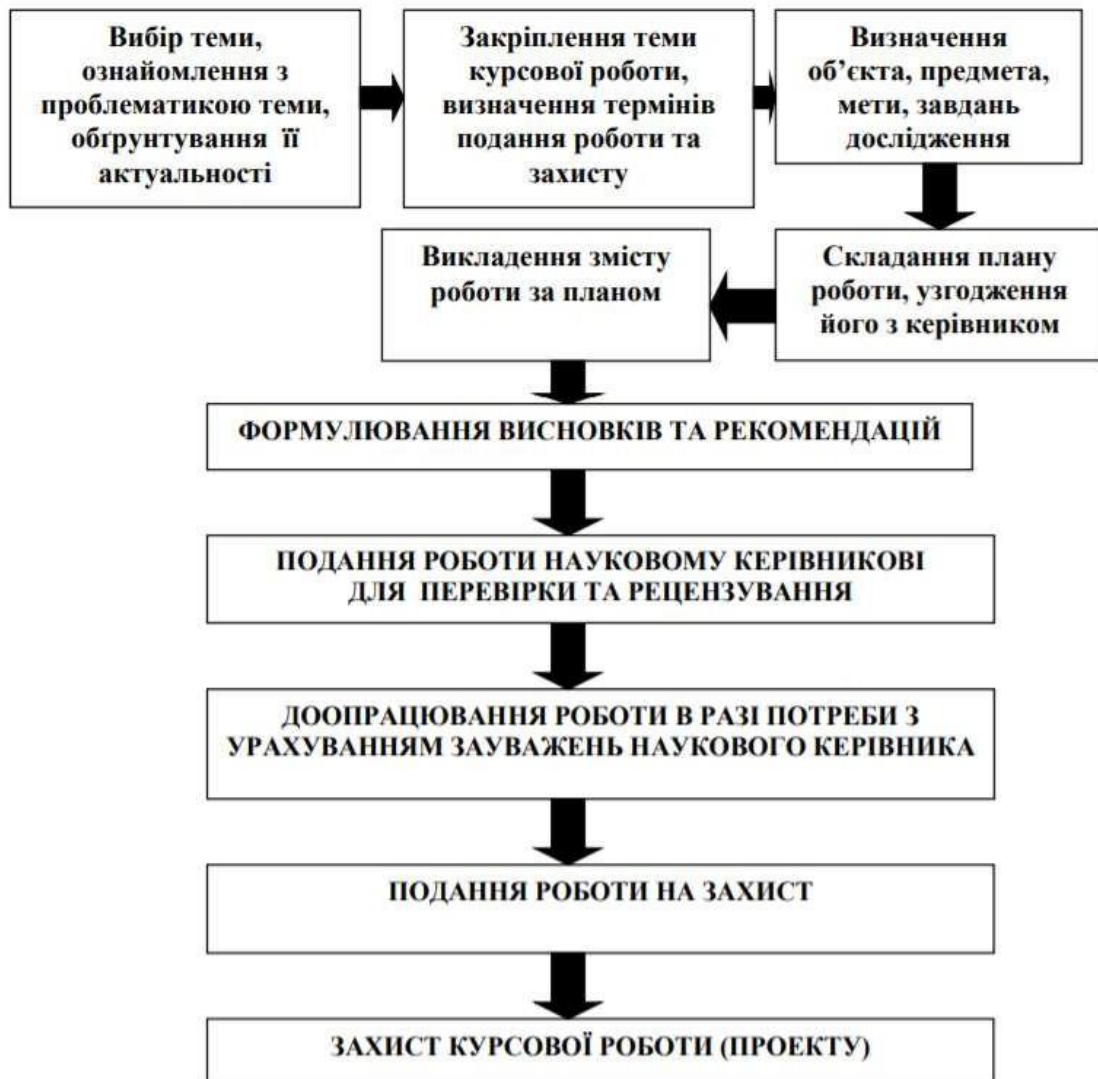 Вибір теми,
ознайомлення з
проблематикою теми,
обґрунтування її
актуальності
Закріплення теми
курсової роботи,
визначення термінів
подання роботи та
захисту
Визначення
об’єкта, предмета,
мети, завдань
дослідження
Складання плану
роботи, узгодження
його з керівником
Викладення змісту
роботи за планом
ФОРМУЛЮВАННЯ ВИСНОВКІВ ТА РЕКОМЕНДАЦІЙ
ПОДАННЯ РОБОТИ НАУКОВОМУ КЕРІВНИКОВІ
ДЛЯ ПЕРЕВІРКИ ТА РЕЦЕНЗУВАННЯ
ДООПРАЦЮВАННЯ РОБОТИ В РАЗІ ПОТРЕБИ З
УРАХУВАННЯМ ЗАУВАЖЕНЬ НАУКОВОГО КЕРІВНИКА
ПОДАННЯ РОБОТИ НА ЗАХИСТ
ЗАХИСТ КУРСОВОЇ РОБОТИ (ПРОЕКТУ)